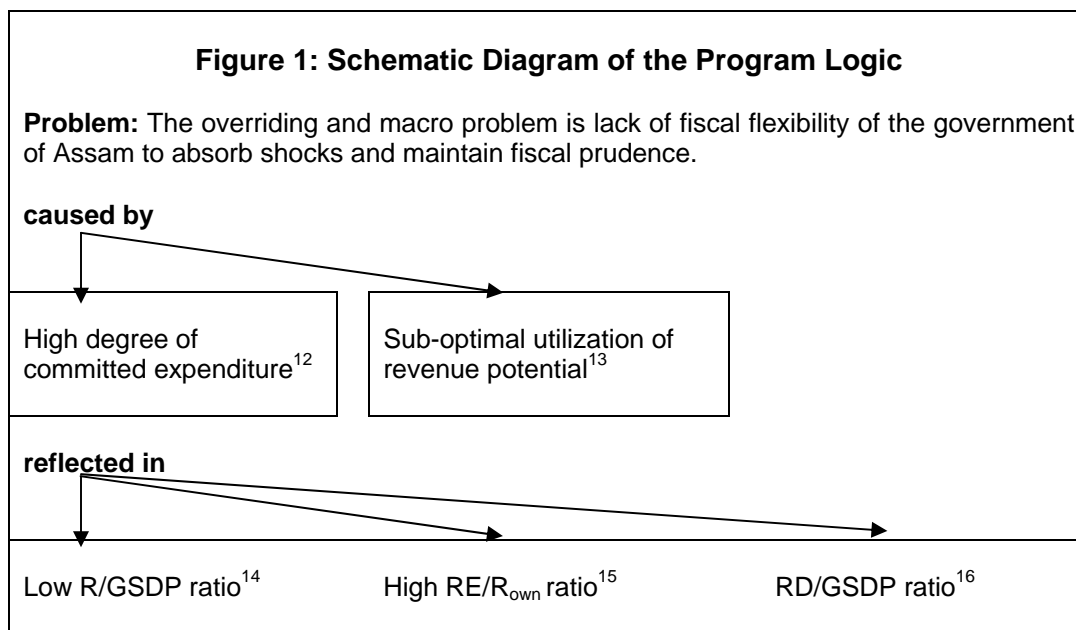 Figure 1: Schematic Diagram of the Program Logic
Problem: The overriding and macro problem is lack of fiscal flexibility of the government
of Assam to absorb shocks and maintain fiscal prudence.
caused by
High degree of
committed expenditure12
Sub-optimal utilization of
revenue potential13
reflected in
Low R/GSDP ratio14 High RE/Rown ratio15 RD/GSDP ratio16